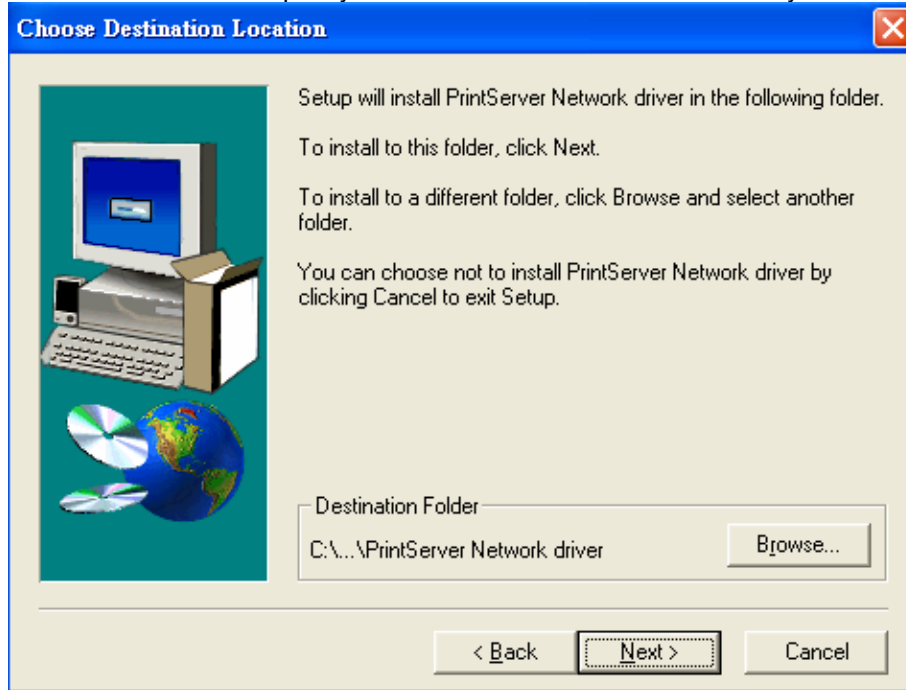 Choose Destination Location
Setup will install PrintServer Network driver in the following folder.
To install to this folder, click Next.
To install to a different folder, click Browse and select another
folder.
You can choose not to install PrintServer Network driver by
clicking Cancel to exit Setup.
Destination Folder
C:\...\PrintServer Network driver
Browse...
< Back
Next >
Cancel